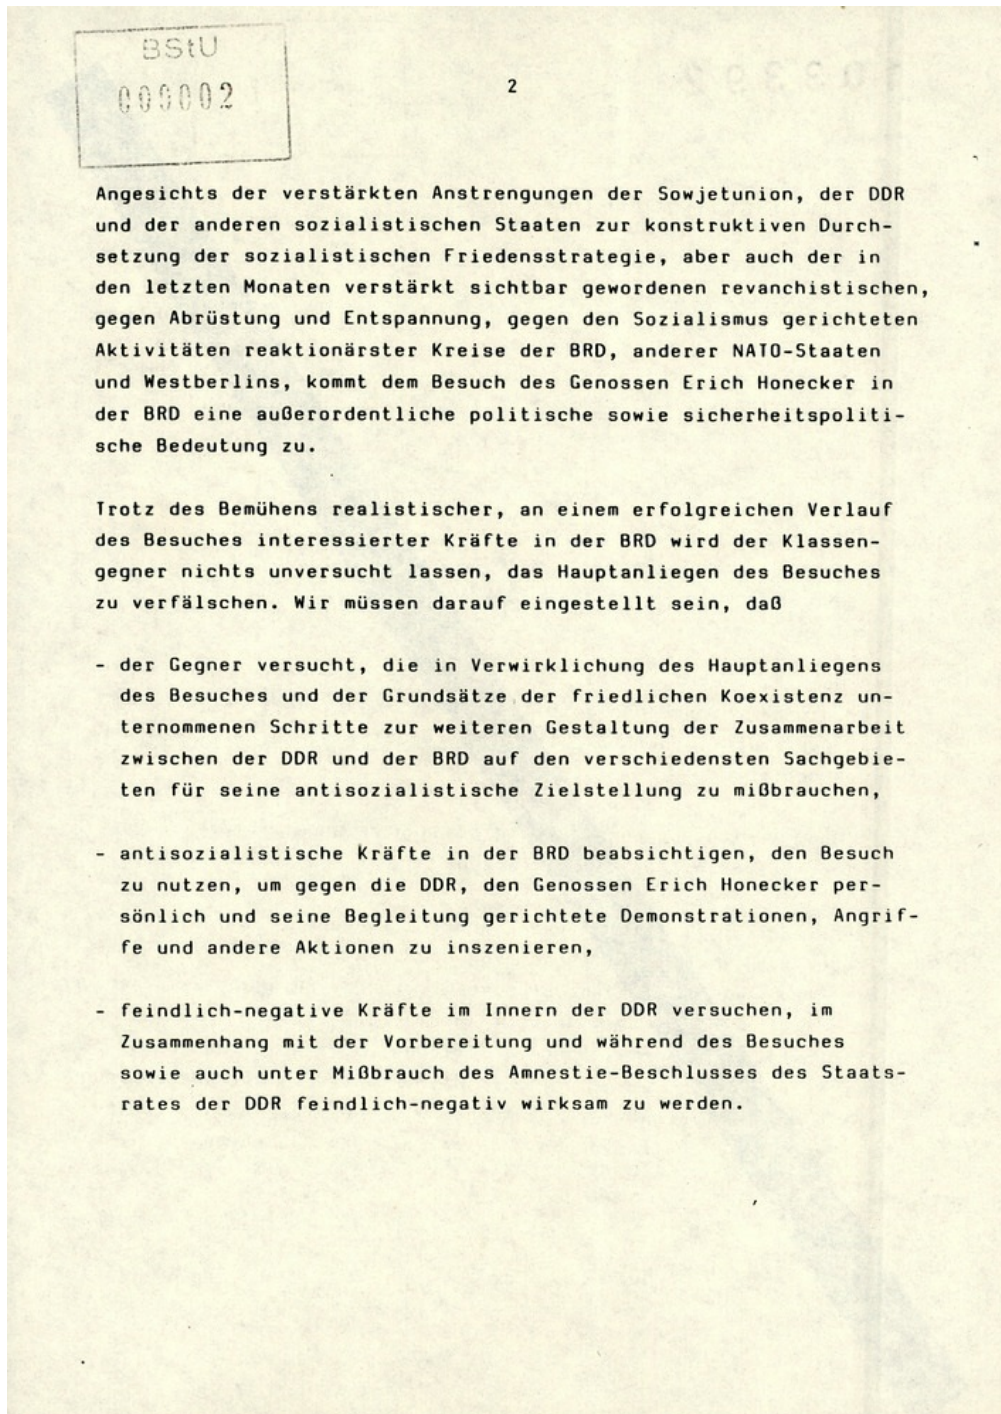 BStU
000002
2
Angesichts der verstärkten Anstrengungen der Sowjetunion, der DDR
und der anderen sozialistischen Staaten zur konstruktiven Durch-
setzung der sozialistischen Friedensstrategie, aber auch der in
den letzten Monaten verstärkt sichtbar gewordenen revanchistischen,
gegen Abrüstung und Entspannung, gegen den Sozialismus gerichteten
Aktivitäten reaktionärster Kreise der BRD, anderer NATO-Staaten
und Westberlins, kommt dem Besuch des Genossen Erich Honecker in
der BRD eine außerordentliche politische sowie sicherheitspoliti-
sche Bedeutung zu.
Trotz des Bemühens realistischer, an einem erfolgreichen Verlauf
des Besuches interessierter Kräfte in der BRD wird der Klassen-
gegner nichts unversucht lassen, das Hauptanliegen des Besuches
zu verfälschen. Wir müssen darauf eingestellt sein, daß
- der Gegner versucht, die in Verwirklichung des Hauptanliegens
des Besuches und der Grundsätze der friedlichen Koexistenz un-
ternommenen Schritte zur weiteren Gestaltung der Zusammenarbeit
zwischen der DDR und der BRD auf den verschiedensten Sachgebie-
ten für seine antisozialistische Zielstellung zu mißbrauchen,
- antisozialistische Kräfte in der BRD beabsichtigen, den Besuch
zu nutzen, um gegen die DDR, den Genossen Erich Honecker per-
sönlich und seine Begleitung gerichtete Demonstrationen, Angrif-
fe und andere Aktionen zu inszenieren,
- feindlich-negative Kräfte im Innern der DDR versuchen, im
Zusammenhang mit der Vorbereitung und während des Besuches
sowie auch unter Mißbrauch des Amnestie-Beschlusses des Staats-
rates der DDR feindlich-negativ wirksam zu werden.